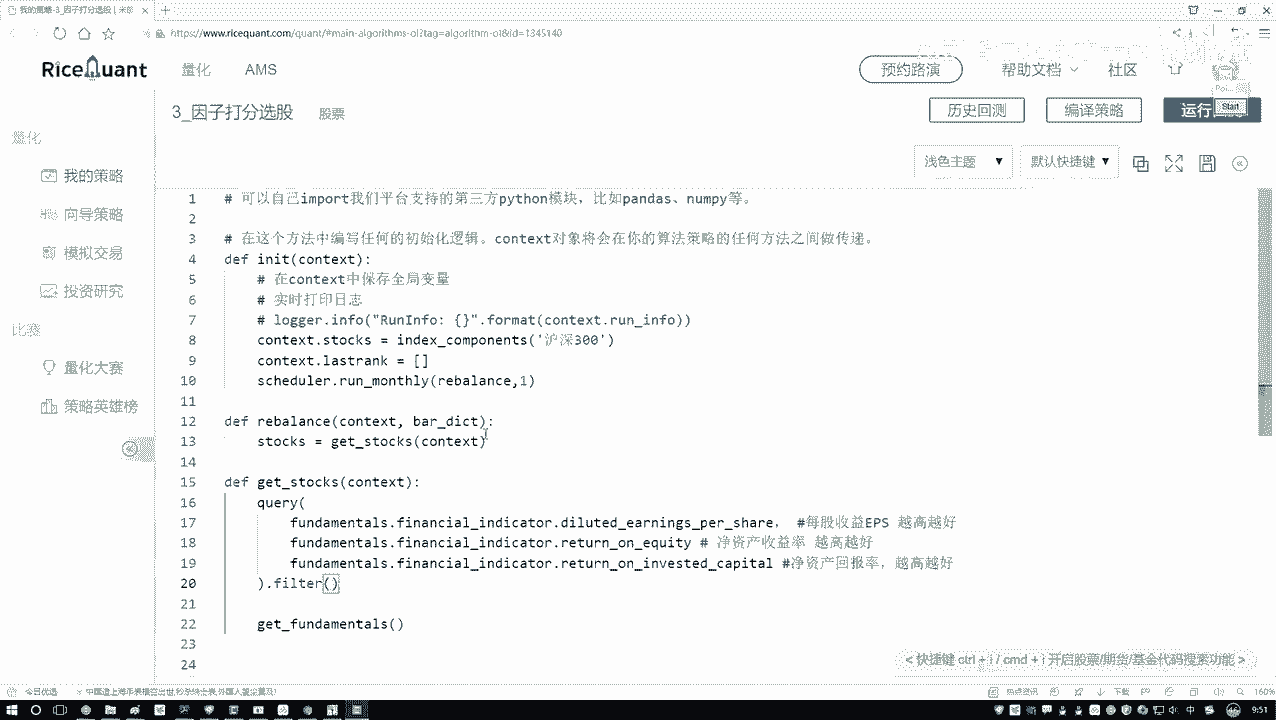 https://www.ricequant.com/quant/#main-algorithms-ol?tag=algorithm-ol&id=1345140
RiceQuant 量化 AMS 预约路演 帮助文档 社区
3_因子打分选股 股票 历史回测 编译策略 运行 Start
量化
浅色主题 默认快捷键
我的策略
向导策略
模拟交易
投资研究
比赛
量化大赛
策略英雄榜
1 # 可以自己import我们平台支持的第三方python模块，比如pandas、numpy等。
2
3 # 在这个方法中编写任何的初始化逻辑。context对象将会在你的算法策略的任何方法之间做传递。
4 def init(context):
5 # 在context中保存全局变量
6 # 实时打印日志
7 # logger.info("RunInfo: {}".format(context.run_info))
8 context.stocks = index_components('沪深300')
9 context.lastrank = []
10 scheduler.run_monthly(rebalance,1)
11
12 def rebalance(context, bar_dict):
13 stocks = get_stocks(context)
14
15 def get_stocks(context):
16 query(
17 fundamentals.financial_indicator.diluted_earnings_per_share， #每股收益EPS 越高越好
18 fundamentals.financial_indicator.return_on_equity # 净资产收益率 越高越好
19 fundamentals.financial_indicator.return_on_invested_capital #净资产回报率，越高越好
20 ).filter()
21
22 get_fundamentals()
23
24
< 快捷键 ctrl + i / cmd + i 开启股票/期货/基金代码搜索功能 >
今日优选 热点资讯 下载 160%
中 9:51